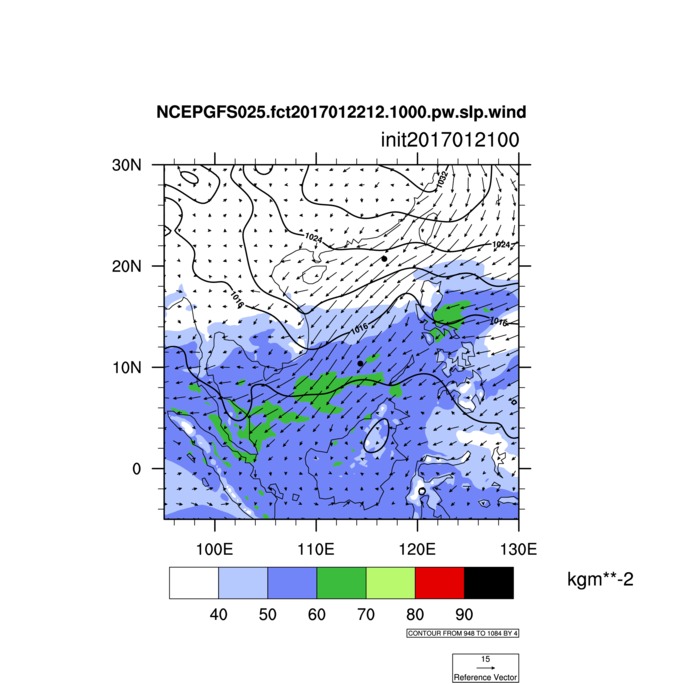 NCEPGFS025.fct2017012212.1000.pw.slp.wind
init2017012100
30N
1032
1024
1024
20N
1016
1016
1016
10N
0
100E
110E
120E
130E
kgm**-2
40
50
60
70
80
90
CONTOUR FROM 948 TO 1084 BY 4
15
Reference Vector